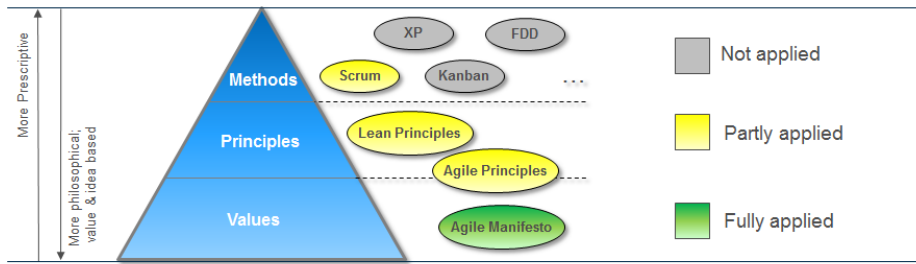 More Prescriptive
More philosophical;
value & idea based
Methods
Principles
Values
XP
FDD
Scrum
Kanban
...
Lean Principles
Agile Principles
Agile Manifesto
Not applied
Partly applied
Fully applied